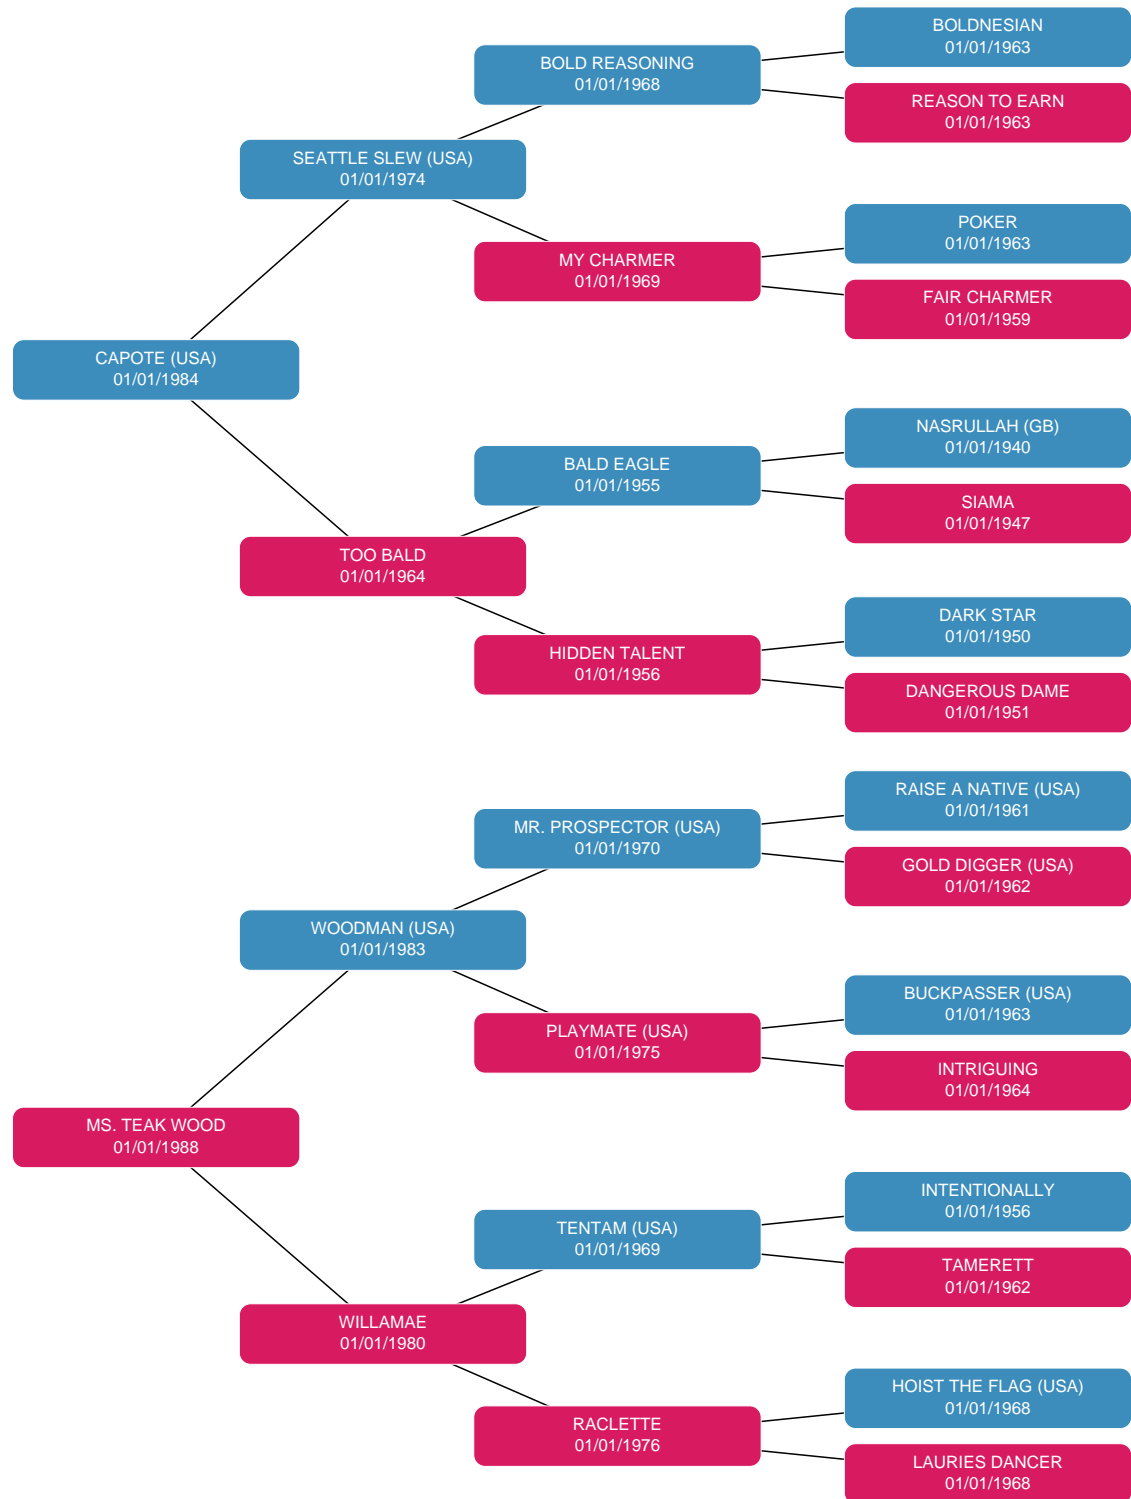 BOLDNESIAN
01/01/1963
BOLD REASONING
01/01/1968
REASON TO EARN
01/01/1963
SEATTLE SLEW (USA)
01/01/1974
POKER
01/01/1963
MY CHARMER
01/01/1969
FAIR CHARMER
01/01/1959
CAPOTE (USA)
01/01/1984
NASRULLAH (GB)
01/01/1940
BALD EAGLE
01/01/1955
SIAMA
01/01/1947
TOO BALD
01/01/1964
DARK STAR
01/01/1950
HIDDEN TALENT
01/01/1956
DANGEROUS DAME
01/01/1951
RAISE A NATIVE (USA)
01/01/1961
MR. PROSPECTOR (USA)
01/01/1970
GOLD DIGGER (USA)
01/01/1962
WOODMAN (USA)
01/01/1983
BUCKPASSER (USA)
01/01/1963
PLAYMATE (USA)
01/01/1975
INTRIGUING
01/01/1964
MS. TEAK WOOD
01/01/1988
INTENTIONALLY
01/01/1956
TENTAM (USA)
01/01/1969
TAMERETT
01/01/1962
WILLAMAE
01/01/1980
HOIST THE FLAG (USA)
01/01/1968
RACLETTE
01/01/1976
LAURIES DANCER
01/01/1968